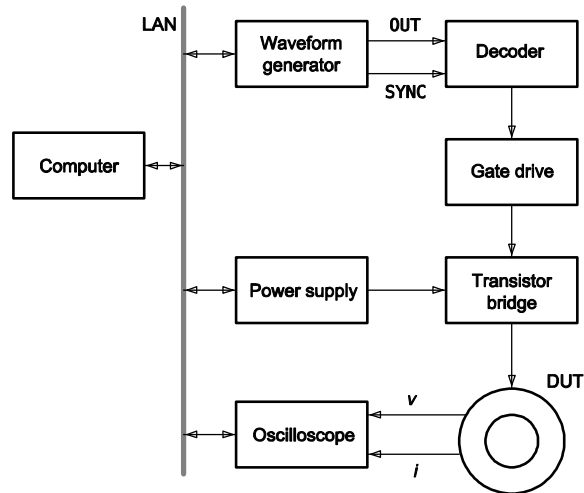 LAN
Waveform
generator
OUT
SYNC
Decoder
Computer
Gate drive
Power supply
Transistor
bridge
DUT
Oscilloscope
v
i